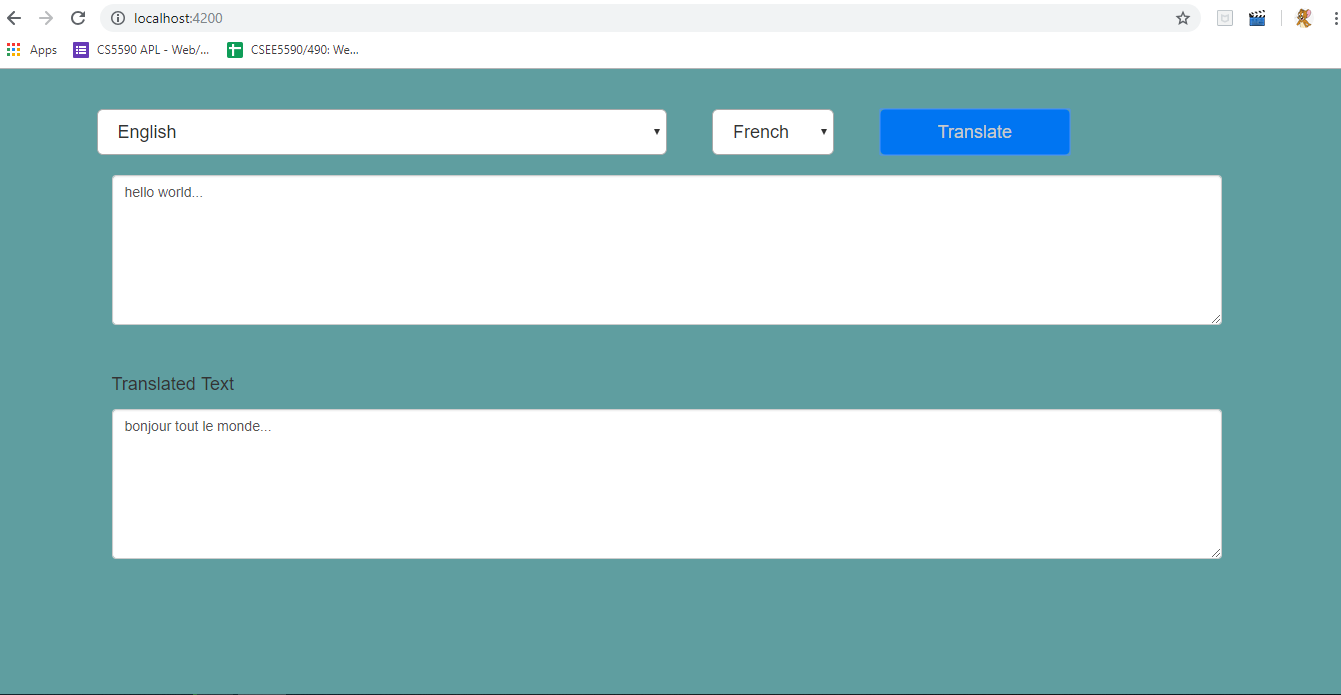 localhost:4200
Apps CS5590 APL - Web/... CSEE5590/490: We...
English French Translate
hello world...
Translated Text
bonjour tout le monde...